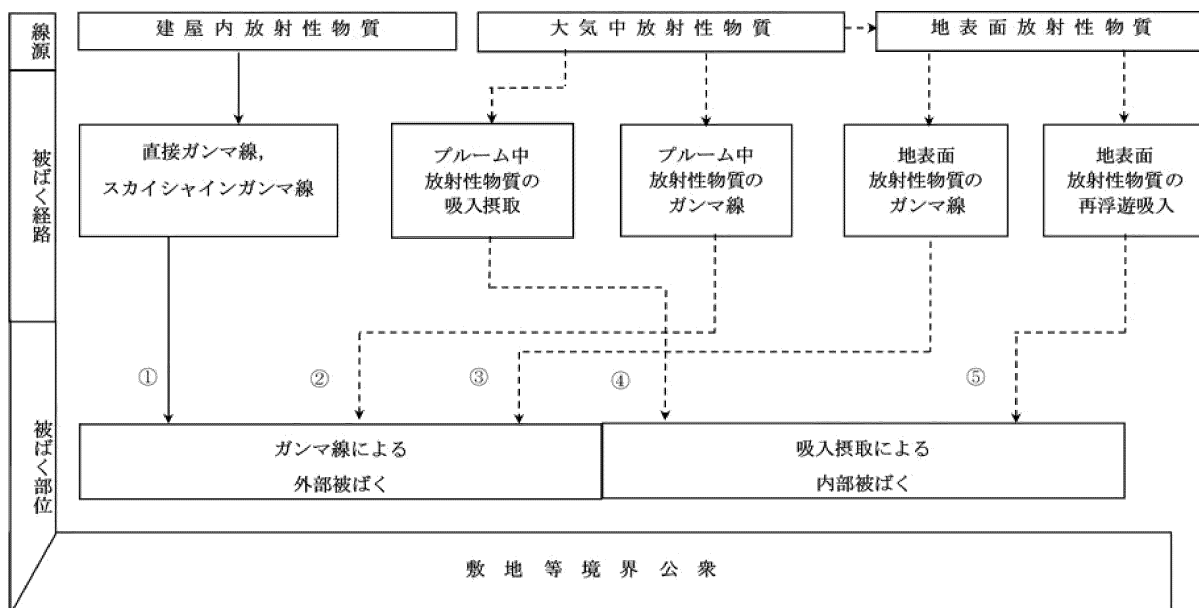 線源
建屋内放射性物質
大気中放射性物質
地表面放射性物質
被ばく経路
直接ガンマ線,
スカイシャインガンマ線
プルーム中
放射性物質の
吸入摂取
プルーム中
放射性物質の
ガンマ線
地表面
放射性物質の
ガンマ線
地表面
放射性物質の
再浮遊吸入
①
②
③
④
⑤
被ばく部位
ガンマ線による
外部被ばく
吸入摂取による
内部被ばく
敷地等境界公衆